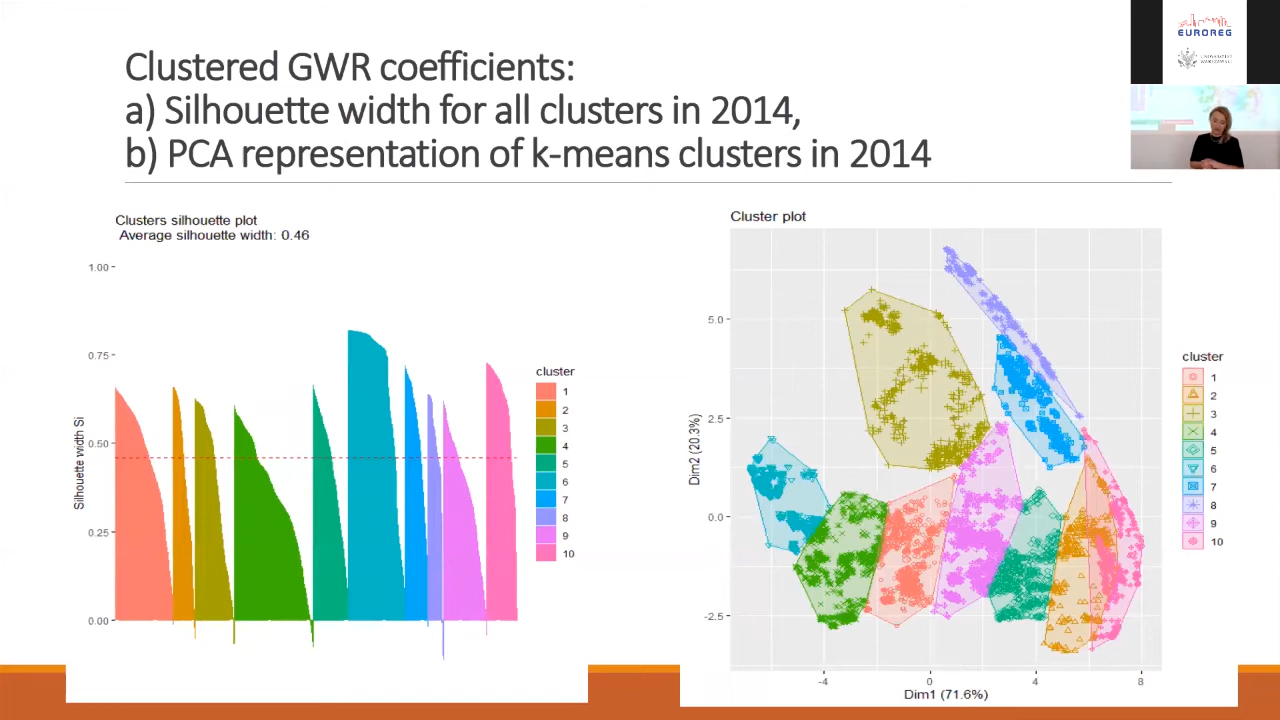 Clustered GWR coefficients:
a) Silhouette width for all clusters in 2014,
b) PCA representation of k-means clusters in 2014
EUROREG
UNIWERSYTET
WARSZAWSKI
Clusters silhouette plot
Average silhouette width: 0.46
1.00
0.75
0.50
0.25
0.00
Silhouette width Si
cluster
1
2
3
4
5
6
7
8
9
10
Cluster plot
5.0
2.5
0.0
-2.5
Dim2 (20.3%)
-4
0
4
8
Dim1 (71.6%)
cluster
1
2
3
4
5
6
7
8
9
10